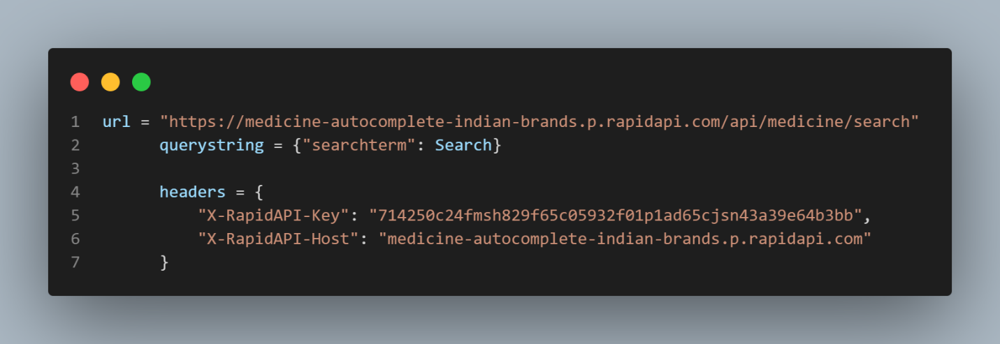 1 url = "https://medicine-autocomplete-indian-brands.p.rapidapi.com/api/medicine/search"
2 querystring = {"searchterm": Search}
3
4 headers = {
5 "X-RapidAPI-Key": "714250c24fmsh829f65c05932f01p1ad65cjsn43a39e64b3bb",
6 "X-RapidAPI-Host": "medicine-autocomplete-indian-brands.p.rapidapi.com"
7 }